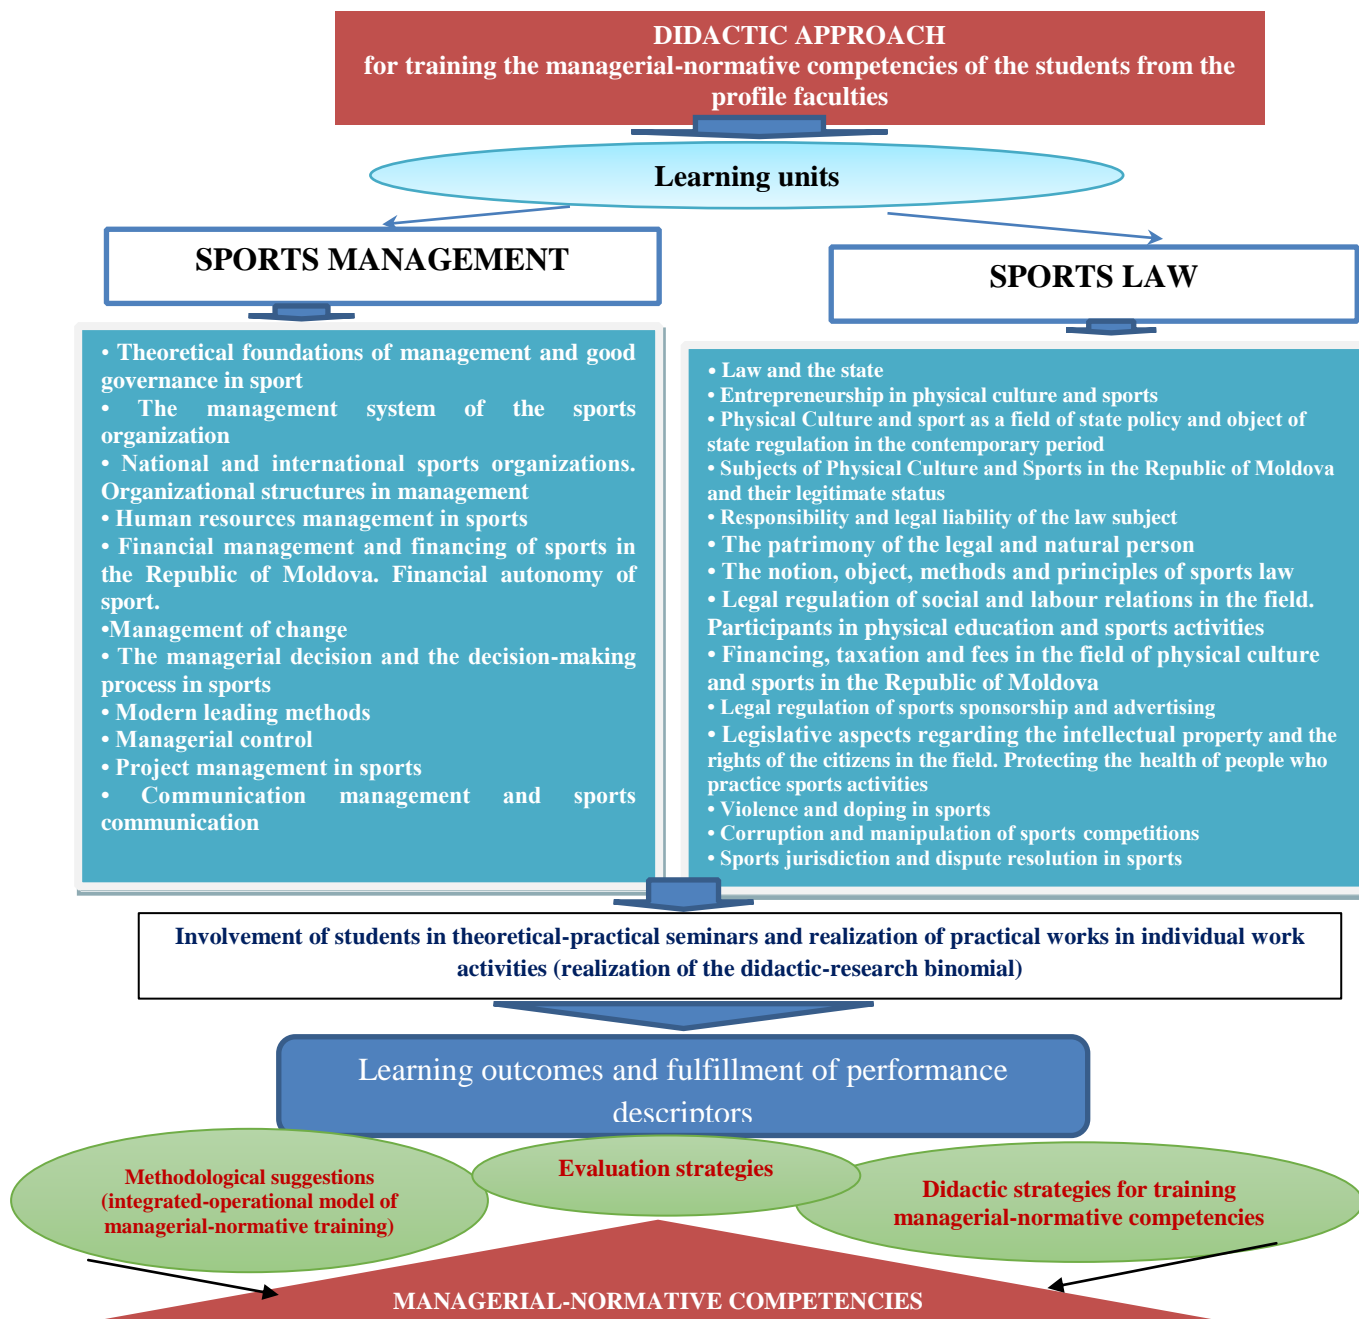 DIDACTIC APPROACH
for training the managerial-normative competencies of the students from the
profile faculties
Learning units
SPORTS MANAGEMENT
• Theoretical foundations of management and good
governance in sport
• The management system of the sports
organization
• National and international sports organizations.
Organizational structures in management
• Human resources management in sports
• Financial management and financing of sports in
the Republic of Moldova. Financial autonomy of
sport.
•Management of change
• The managerial decision and the decision-making
process in sports
• Modern leading methods
• Managerial control
• Project management in sports
• Communication management and sports
communication
SPORTS LAW
• Law and the state
• Entrepreneurship in physical culture and sports
• Physical Culture and sport as a field of state policy and object of
state regulation in the contemporary period
• Subjects of Physical Culture and Sports in the Republic of Moldova
and their legitimate status
• Responsibility and legal liability of the law subject
• The patrimony of the legal and natural person
• The notion, object, methods and principles of sports law
• Legal regulation of social and labour relations in the field.
Participants in physical education and sports activities
• Financing, taxation and fees in the field of physical culture
and sports in the Republic of Moldova
• Legal regulation of sports sponsorship and advertising
• Legislative aspects regarding the intellectual property and the
rights of the citizens in the field. Protecting the health of people who
practice sports activities
• Violence and doping in sports
• Corruption and manipulation of sports competitions
• Sports jurisdiction and dispute resolution in sports
Involvement of students in theoretical-practical seminars and realization of practical works in individual work
activities (realization of the didactic-research binomial)
Learning outcomes and fulfillment of performance
descriptors
Methodological suggestions
(integrated-operational model of
managerial-normative training)
Evaluation strategies
Didactic strategies for training
managerial-normative competencies
MANAGERIAL-NORMATIVE COMPETENCIES